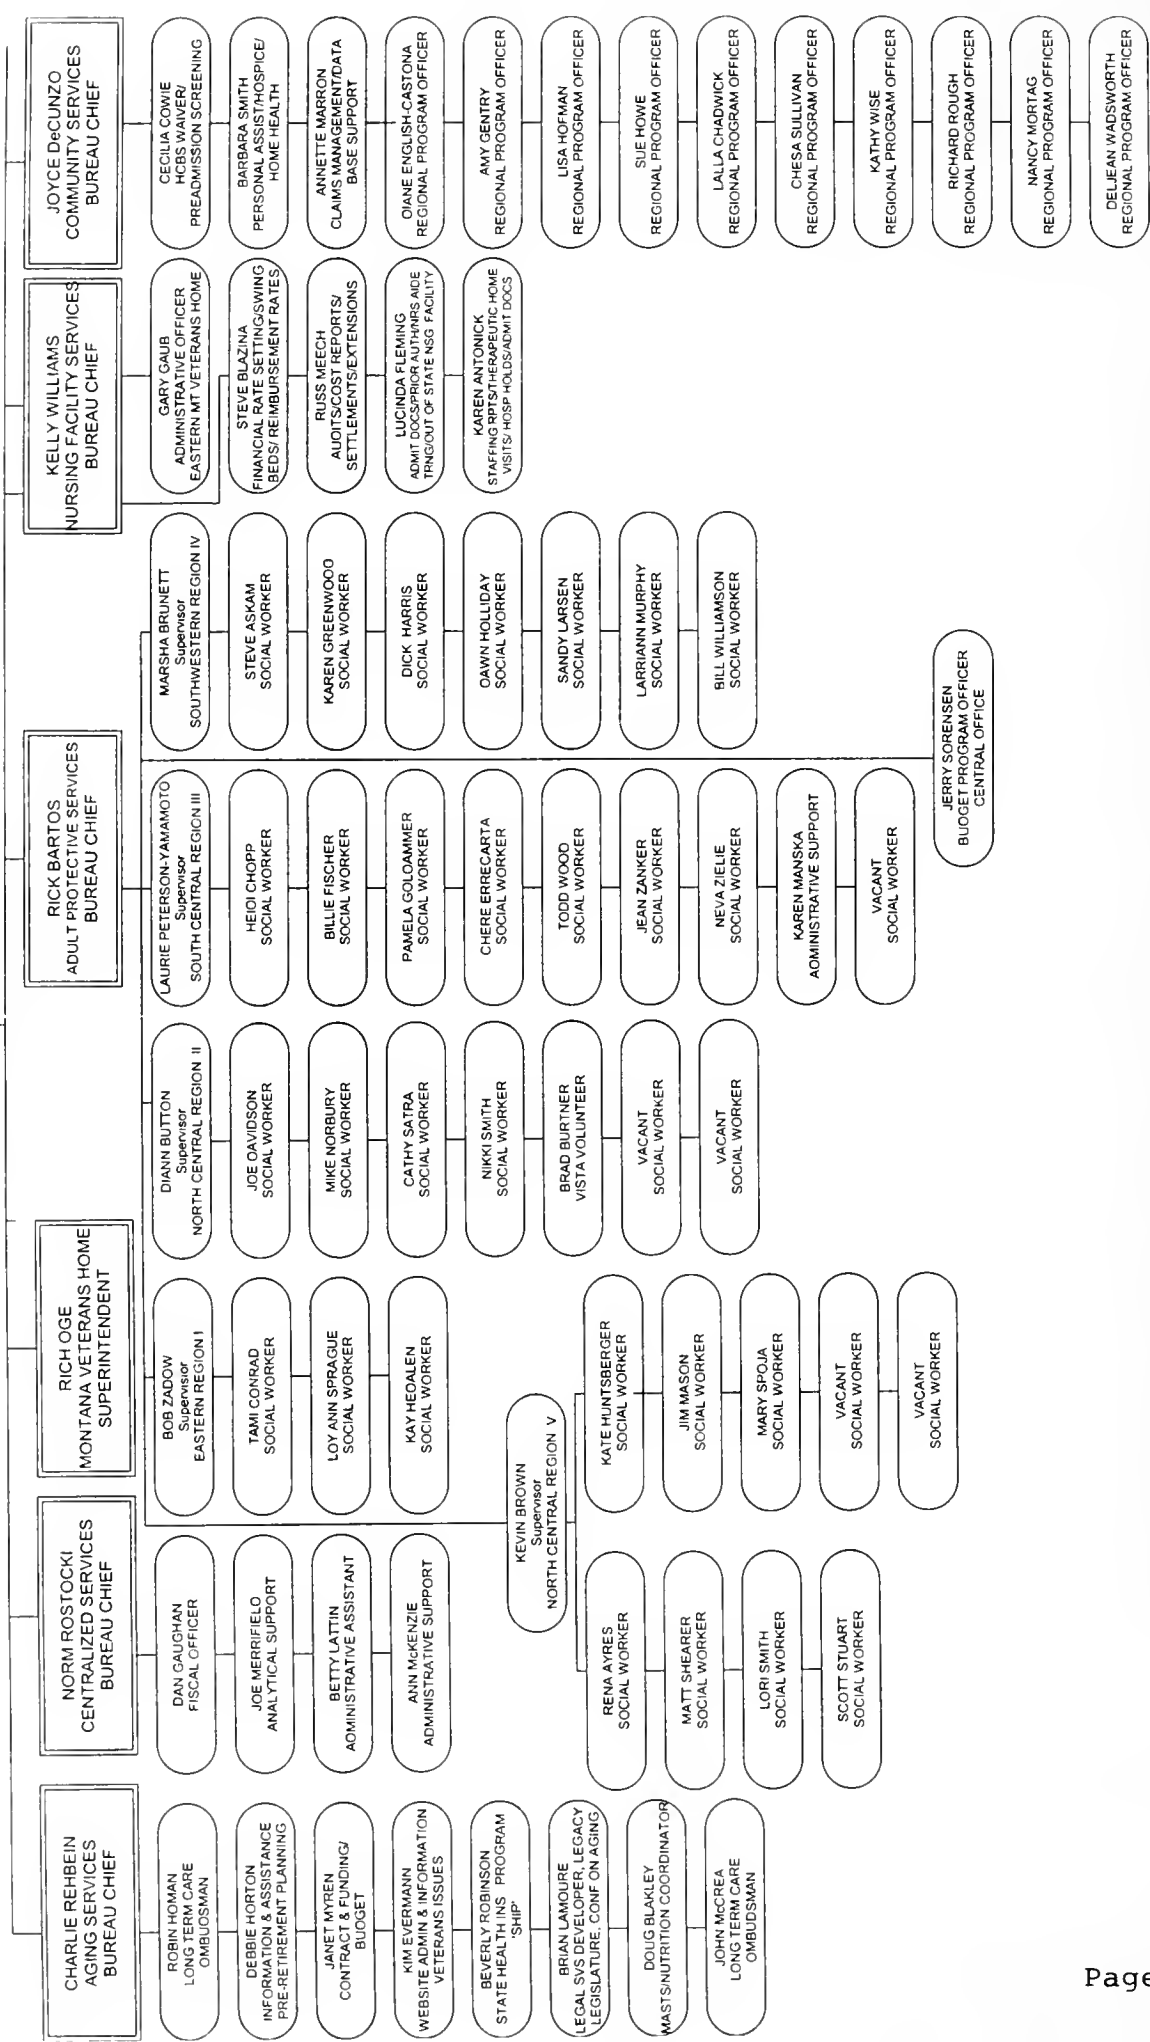 CHARLIE REHBEIN
AGING SERVICES
BUREAU CHIEF
ROBIN HOMAN
LONG TERM CARE
OMBUOSMAN
DEBBIE HORTON
INFORMATION & ASSISTANCE
PRE-RETIREMENT PLANNING
JANET MYREN
CONTRACT & FUNDING/
BUDGET
KIM EVERMANN
WEBSITE ADMIN & INFORMATION
VETERANS ISSUES
BEVERLY ROBINSON
STATE HEALTH INS PROGRAM
'SHIP'
BRIAN LAMOURE
LEGAL SVS DEVELOPER, LEGACY
LEGISLATURE, CONF ON AGING
DOUG BLAKLEY
MASTS/NUTRITION COORDINATOR
JOHN McCREA
LONG TERM CARE
OMBUDSMAN
NORM ROSTOCKI
CENTRALIZED SERVICES
BUREAU CHIEF
DAN GAUGHAN
FISCAL OFFICER
JOE MERRIFIELO
ANALYTICAL SUPPORT
BETTY LATTIN
AOMINISTRATIVE ASSISTANT
ANN McKENZIE
ADMINISTRATIVE SUPPORT
RICH OGE
MONTANA VETERANS HOME
SUPERINTENDENT
RICK BARTOS
ADULT PROTECTIVE SERVICES
BUREAU CHIEF
BOB ZADOW
Supervisior
EASTERN REGION I
TAMI CONRAD
SOCIAL WORKER
LOY ANN SPRAGUE
SOCIAL WORKER
KAY HEOALEN
SOCIAL WORKER
KEVIN BROWN
Supervisor
NORTH CENTRAL REGION V
RENA AYRES
SOCIAL WORKER
MATT SHEARER
SOCIAL WORKER
LORI SMITH
SOCIAL WORKER
SCOTT STUART
SOCIAL WORKER
KATE HUNTSBERGER
SOCIAL WORKER
JIM MASON
SOCIAL WORKER
MARY SPOJA
SOCIAL WORKER
VACANT
SOCIAL WORKER
VACANT
SOCIAL WORKER
DIANN BUTTON
Supervisor
NORTH CENTRAL REGION II
JOE OAVIDSON
SOCIAL WORKER
MIKE NORBURY
SOCIAL WORKER
CATHY SATRA
SOCIAL WORKER
NIKKI SMITH
SOCIAL WORKER
BRAD BURTNER
VISTA VOLUNTEER
VACANT
SOCIAL WORKER
VACANT
SOCIAL WORKER
LAURIE PETERSON-YAMAMOTO
Supervisor
SOUTH CENTRAL REGION III
HEIDI CHOPP
SOCIAL WORKER
BILLIE FISCHER
SOCIAL WORKER
PAMELA GOLOAMMER
SOCIAL WORKER
CHERE ERRECARTA
SOCIAL WORKER
TODD WOOD
SOCIAL WORKER
JEAN ZANKER
SOCIAL WORKER
NEVA ZIELIE
SOCIAL WORKER
KAREN MANSKA
AOMINISTRATIVE SUPPORT
VACANT
SOCIAL WORKER
MARSHA BRUNETT
Supervisor
SOUTHWESTERN REGION IV
STEVE ASKAM
SOCIAL WORKER
KAREN GREENWOOO
SOCIAL WORKER
DICK HARRIS
SOCIAL WORKER
OAWN HOLLIDAY
SOCIAL WORKER
SANDY LARSEN
SOCIAL WORKER
LARRIANN MURPHY
SOCIAL WORKER
BILL WILLIAMSON
SOCIAL WORKER
JERRY SORENSEN
BUDGET PROGRAM OFFICER
CENTRAL OFFICE
KELLY WILLIAMS
NURSING FACILITY SERVICES
BUREAU CHIEF
GARY GAUB
ADMINISTRATIVE OFFICER
EASTERN MT VETERANS HOME
STEVE BLAZINA
FINANCIAL RATE SETTING/SWING
BEDS/ REIMBURSEMENT RATES
RUSS MEECH
AUOITS/COST REPORTS/
SETTLEMENTS/EXTENSIONS
LUCINDA FLEMING
ADMIT DOCS/PRIOR AUTH/NRS AIDE
TRNG/OUT OF STATE NSG FACILITY
KAREN ANTONICK
STAFFING RPTS/THERAPEUTIC HOME
VISITS/ HOSP HOLDS/ADMIT DOCS
JOYCE DeCUNZO
COMMUNITY SERVICES
BUREAU CHIEF
CECILIA COWIE
HCBS WAIVER/
PREADMISSION SCREENING
BARBARA SMITH
PERSONAL ASSIST/HOSPICE/
HOME HEALTH
ANNETTE MARRON
CLAIMS MANAGEMENT/DATA
BASE SUPPORT
OIANE ENGLISH-CASTONA
REGIONAL PROGRAM OFFICER
AMY GENTRY
REGIONAL PROGRAM OFFICER
LISA HOFMAN
REGIONAL PROGRAM OFFICER
SUE HOWE
REGIONAL PROGRAM OFFICER
LALLA CHADWICK
REGIONAL PROGRAM OFFICER
CHESA SULLIVAN
REGIONAL PROGRAM OFFICER
KATHY WISE
REGIONAL PROGRAM OFFICER
RICHARD ROUGH
REGIONAL PROGRAM OFFICER
NANCY MORTAG
REGIONAL PROGRAM OFFICER
DELJEAN WADSWORTH
REGIONAL PROGRAM OFFICER
Page